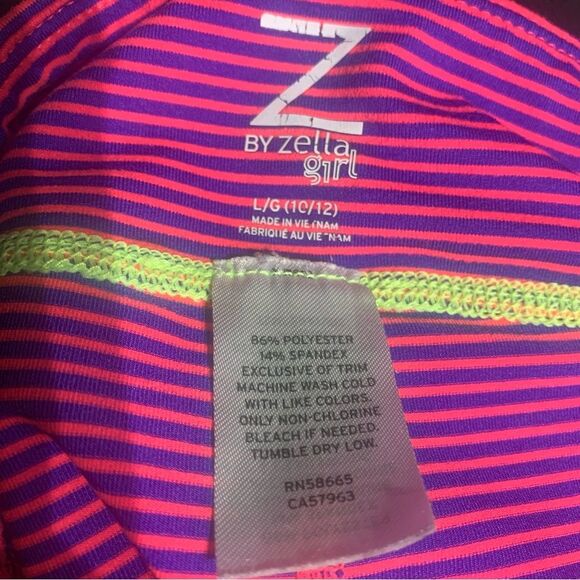 Z
BY zella
girl
L/G (10/12)
MADE IN VIETNAM
FABRIQUÉ AU VIETNAM
86% POLYESTER
14% SPANDEX
EXCLUSIVE OF TRIM
MACHINE WASH COLD
WITH LIKE COLORS.
ONLY NON-CHLORINE
BLEACH IF NEEDED.
TUMBLE DRY LOW.
RN58665
CA57963